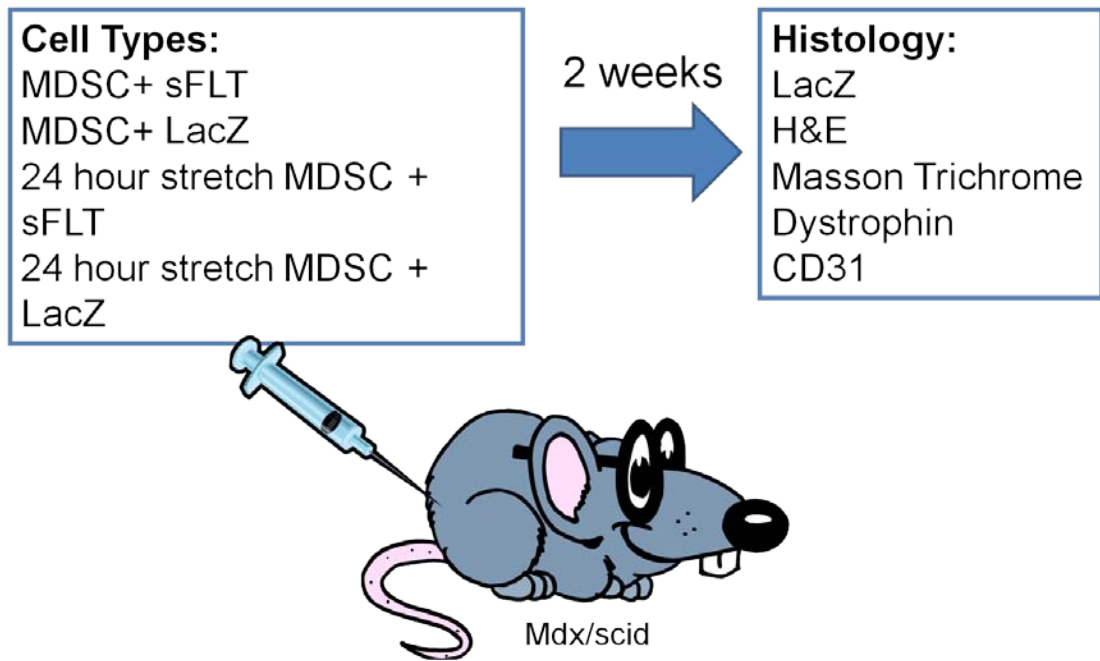 Cell Types:
MDSC+ sFLT
MDSC+ LacZ
24 hour stretch MDSC +
sFLT
24 hour stretch MDSC +
LacZ
2 weeks
Histology:
LacZ
H&E
Masson Trichrome
Dystrophin
CD31
Mdx/scid